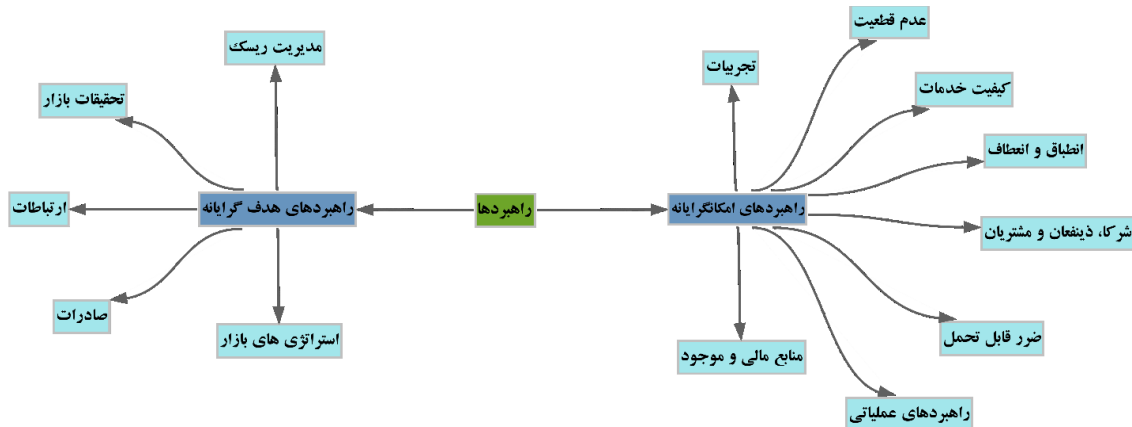 عدم قطعیت
تجربیات
کیفیت خدمات
انطباق و انعطاف
راهبردهای امکانگرایانه
شرکا، ذینفعان و مشتریان
ضرر قابل تحمل
منابع مالی و موجود
راهبردهای عملیاتی
راهبردها
مدیریت ریسک
تحقیقات بازار
راهبردهای هدف گرایانه
ارتباطات
صادرات
استراتژی های بازار